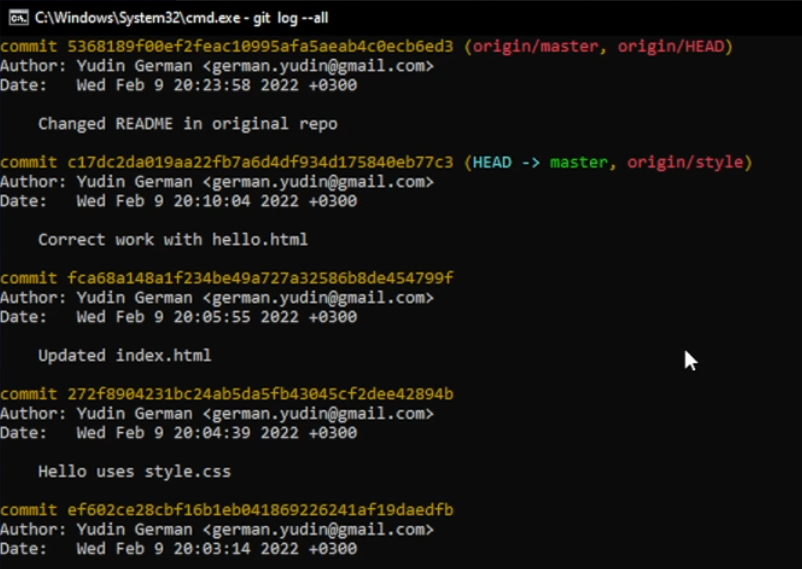 C:\Windows\System32\cmd.exe - git log --all
commit 5368189f00ef2feac10995afa5aeab4c0ecb6ed3 (origin/master, origin/HEAD)
Author: Yudin German <german.yudin@gmail.com>
Date:   Wed Feb 9 20:23:58 2022 +0300
Changed README in original repo
commit c17dc2da019aa22fb7a6d4df934d175840eb77c3 (HEAD -> master, origin/style)
Author: Yudin German <german.yudin@gmail.com>
Date:   Wed Feb 9 20:10:04 2022 +0300
Correct work with hello.html
commit fca68a148a1f234be49a727a32586b8de454799f
Author: Yudin German <german.yudin@gmail.com>
Date:   Wed Feb 9 20:05:55 2022 +0300
Updated index.html
commit 272f8904231bc24ab5da5fb43045cf2dee42894b
Author: Yudin German <german.yudin@gmail.com>
Date:   Wed Feb 9 20:04:39 2022 +0300
Hello uses style.css
commit ef602ce28cbf16b1eb041869226241af19daedfb
Author: Yudin German <german.yudin@gmail.com>
Date:   Wed Feb 9 20:03:14 2022 +0300